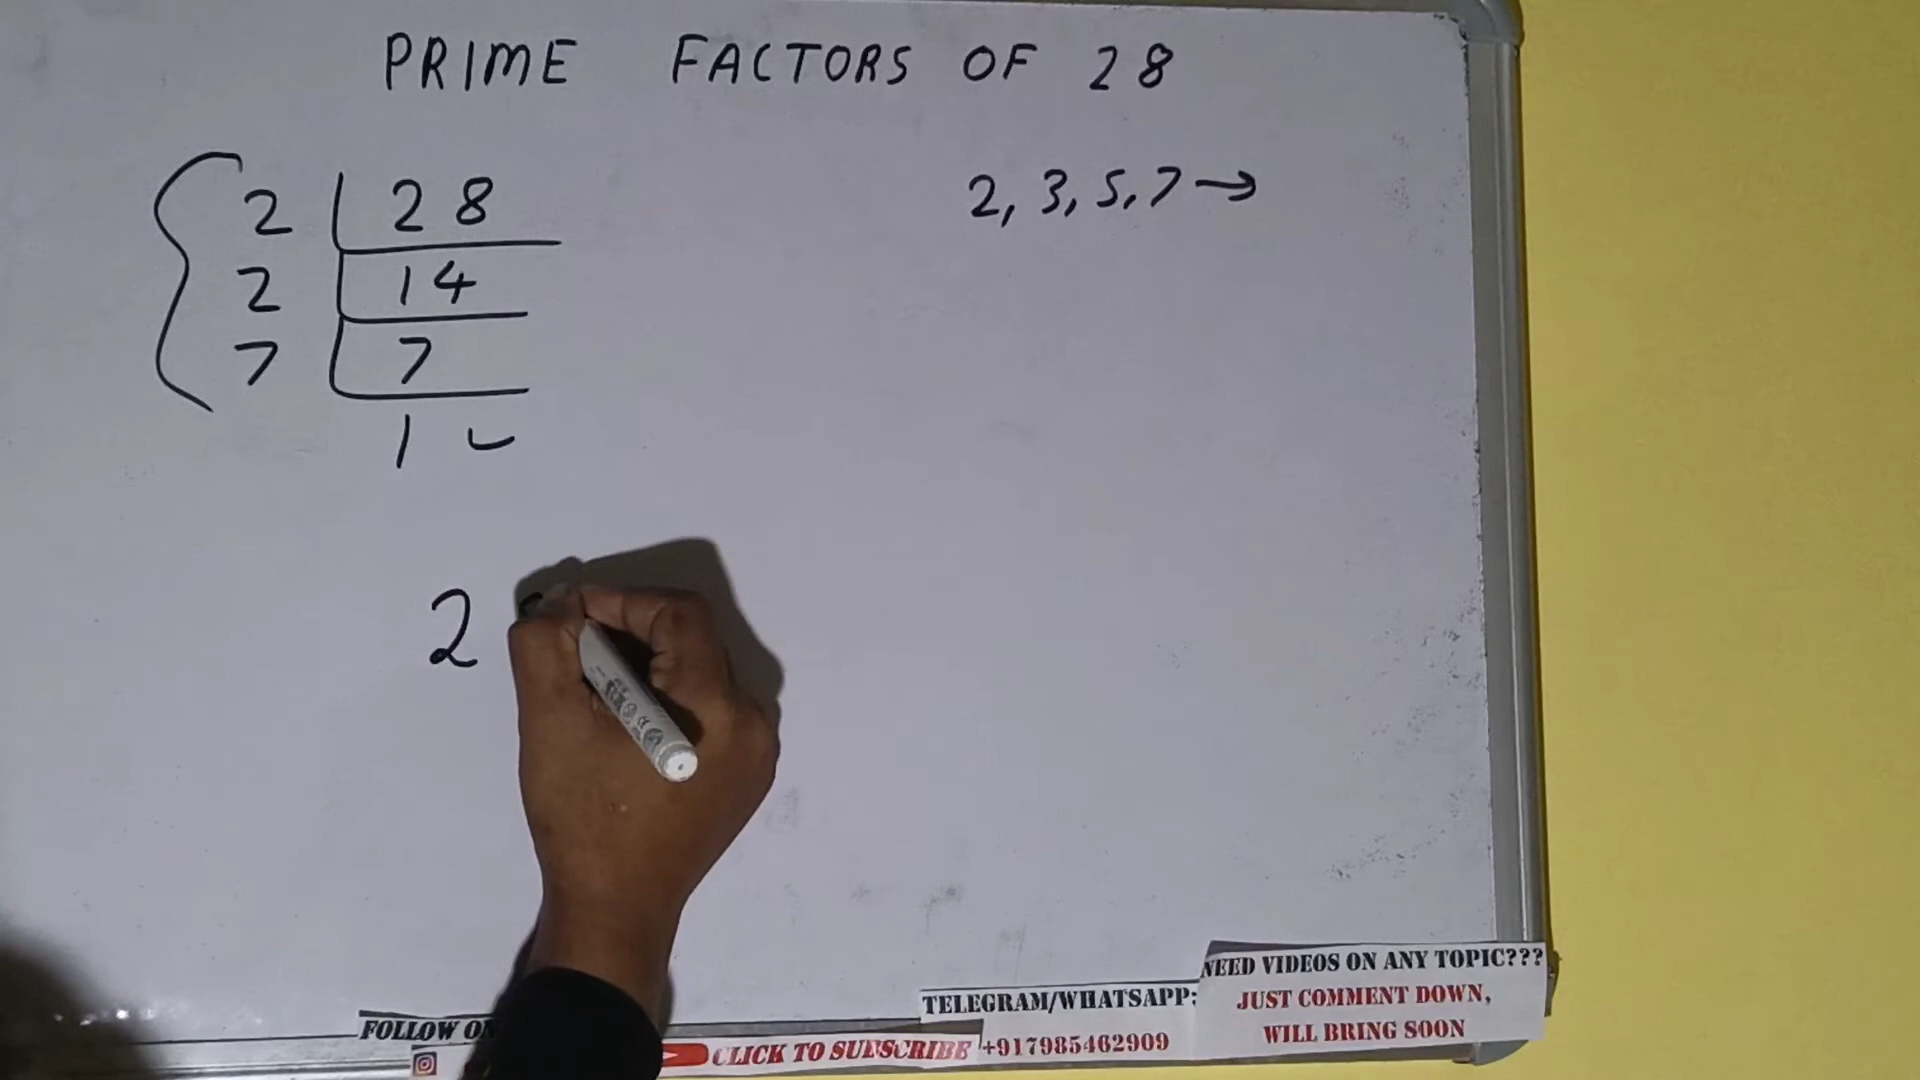 PRIME FACTORS OF 28
2, 3, 5, 7 →
2 | 28
2 | 14
7 | 7
1 ✓
2
NEED VIDEOS ON ANY TOPIC???
JUST COMMENT DOWN,
WILL BRING SOON
TELEGRAM/WHATSAPP:
+917985462909
FOLLOW ON
CLICK TO SUBSCRIBE